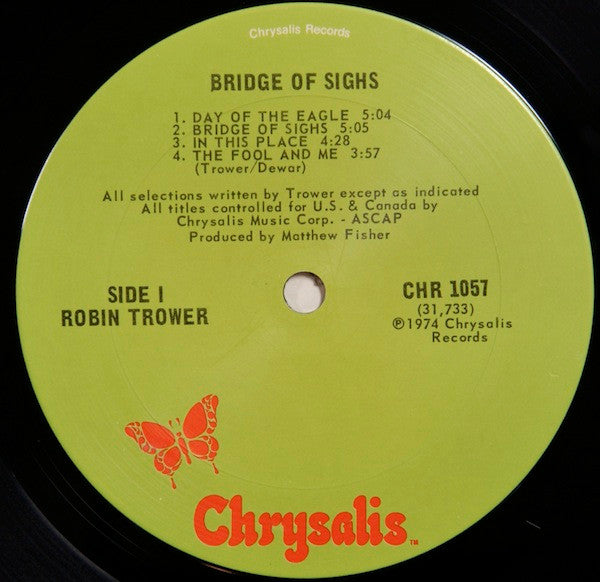 Chrysalis Records
BRIDGE OF SIGHS
1. DAY OF THE EAGLE 5:04
2. BRIDGE OF SIGHS 5:05
3. IN THIS PLACE 4:28
4. THE FOOL AND ME 3:57
(Trower/Dewar)
All selections written by Trower except as indicated
All titles controlled for U.S. & Canada by
Chrysalis Music Corp. - ASCAP
Produced by Matthew Fisher
SIDE I
ROBIN TROWER
CHR 1057
(31,733)
℗1974 Chrysalis
Records
Chrysalis™